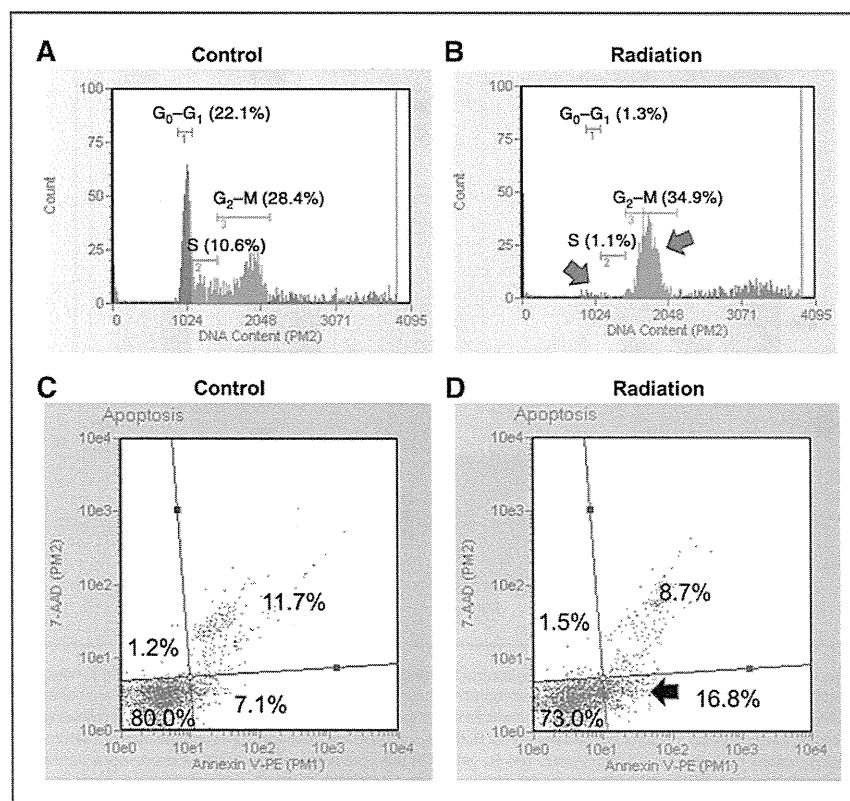 A
Control
100
75
50
25
0
Count
G0–G1 (22.1%)
1
G2–M (28.4%)
3
S (10.6%)
2
0 1024 2048 3071 4095
DNA Content (PM2)
B
Radiation
100
75
50
25
0
Count
G0–G1 (1.3%)
1
G2–M (34.9%)
3
S (1.1%)
2
0 1024 2048 3071 4095
DNA Content (PM2)
C
Control
Apoptosis
10e4
10e3
10e2
10e1
10e0
7-AAD (PM2)
11.7%
1.2%
7.1%
80.0%
10e0 10e1 10e2 10e3 10e4
Annexin V-PE (PM1)
D
Radiation
Apoptosis
10e4
10e3
10e2
10e1
10e0
7-AAD (PM2)
8.7%
1.5%
16.8%
73.0%
10e0 10e1 10e2 10e3 10e4
Annexin V-PE (PM1)